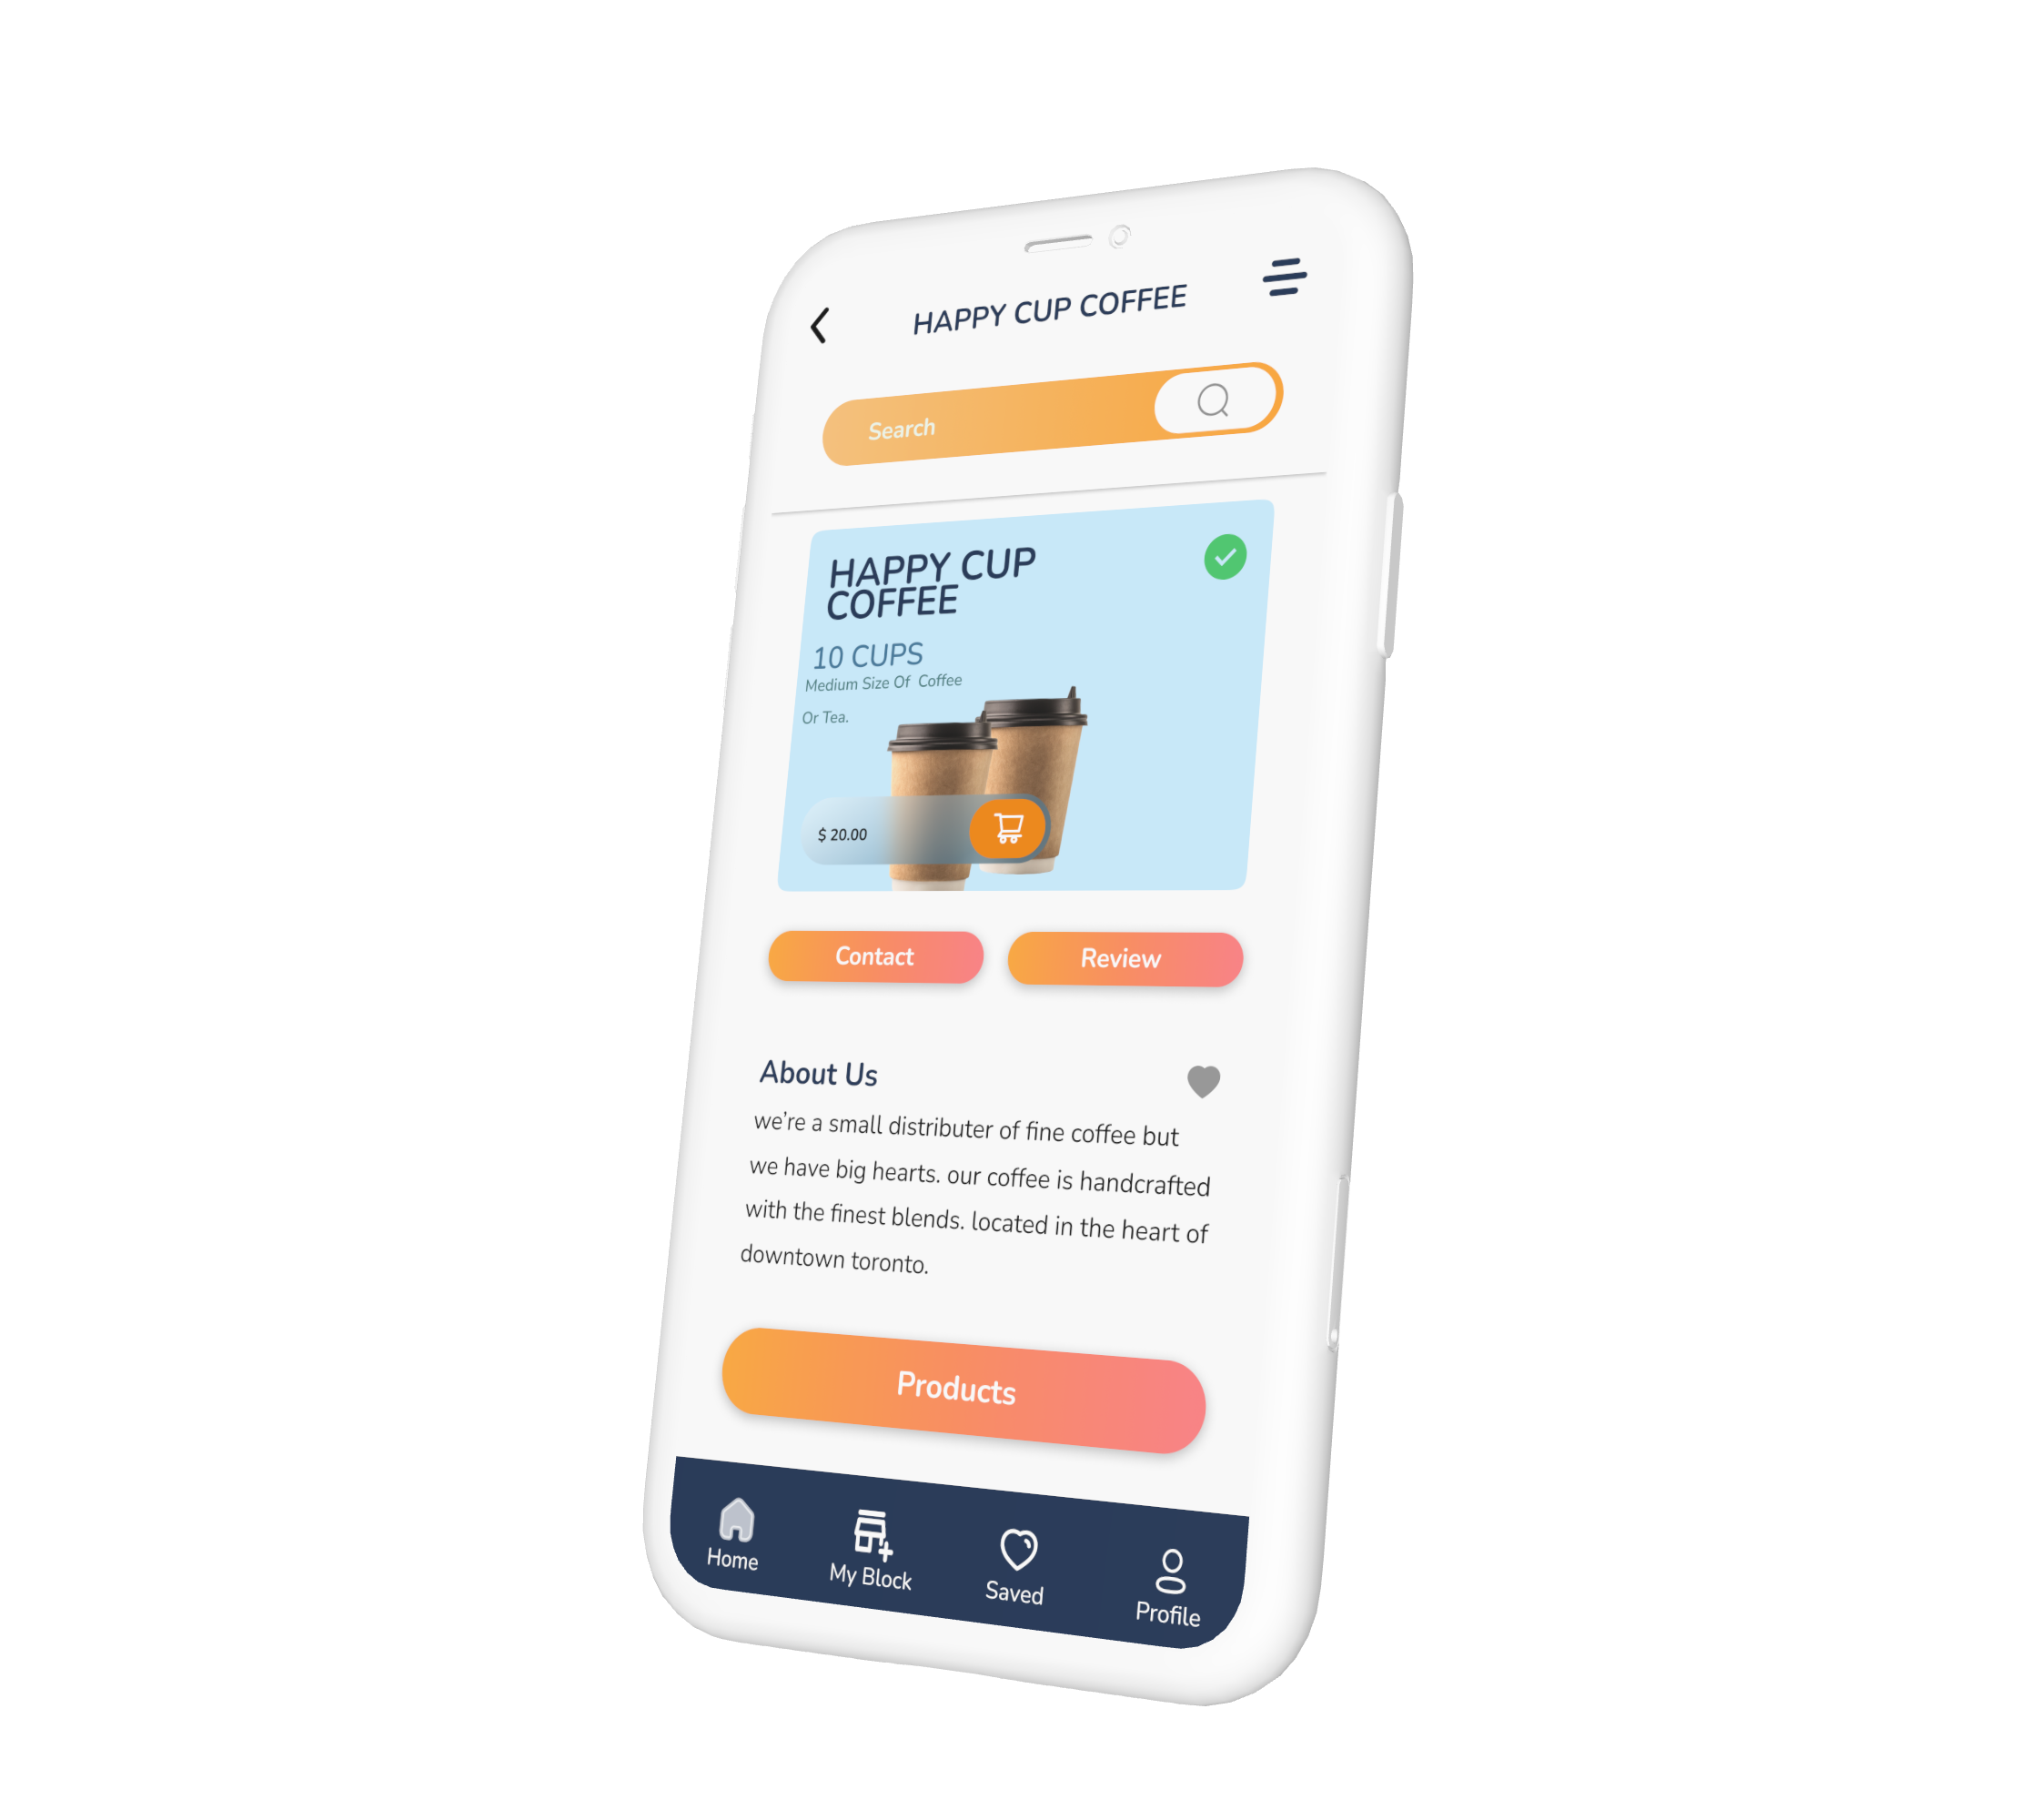 HAPPY CUP COFFEE
Search
HAPPY CUP
COFFEE
10 CUPS
Medium Size Of Coffee
Or Tea.
$ 20.00
Contact
Review
About Us
we're a small distributer of fine coffee but
we have big hearts. our coffee is handcrafted
with the finest blends. located in the heart of
downtown toronto.
Products
Home
My Block
Saved
Profile